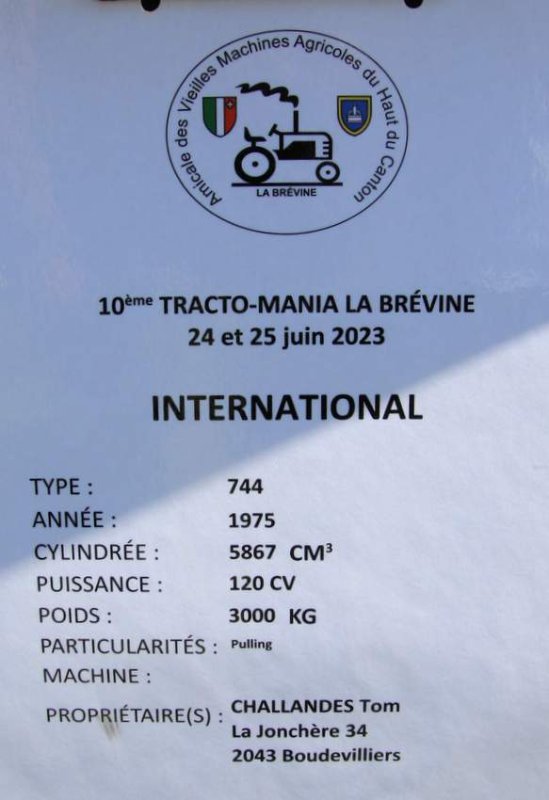 Amicale des Vieilles Machines Agricoles du Haut du Canton
LA BRÉVINE
10ème TRACTO-MANIA LA BRÉVINE
24 et 25 juin 2023
INTERNATIONAL
TYPE : 744
ANNÉE : 1975
CYLINDRÉE : 5867 CM³
PUISSANCE : 120 CV
POIDS : 3000 KG
PARTICULARITÉS : Pulling
MACHINE :
PROPRIÉTAIRE(S) : CHALLANDES Tom
La Jonchère 34
2043 Boudevilliers